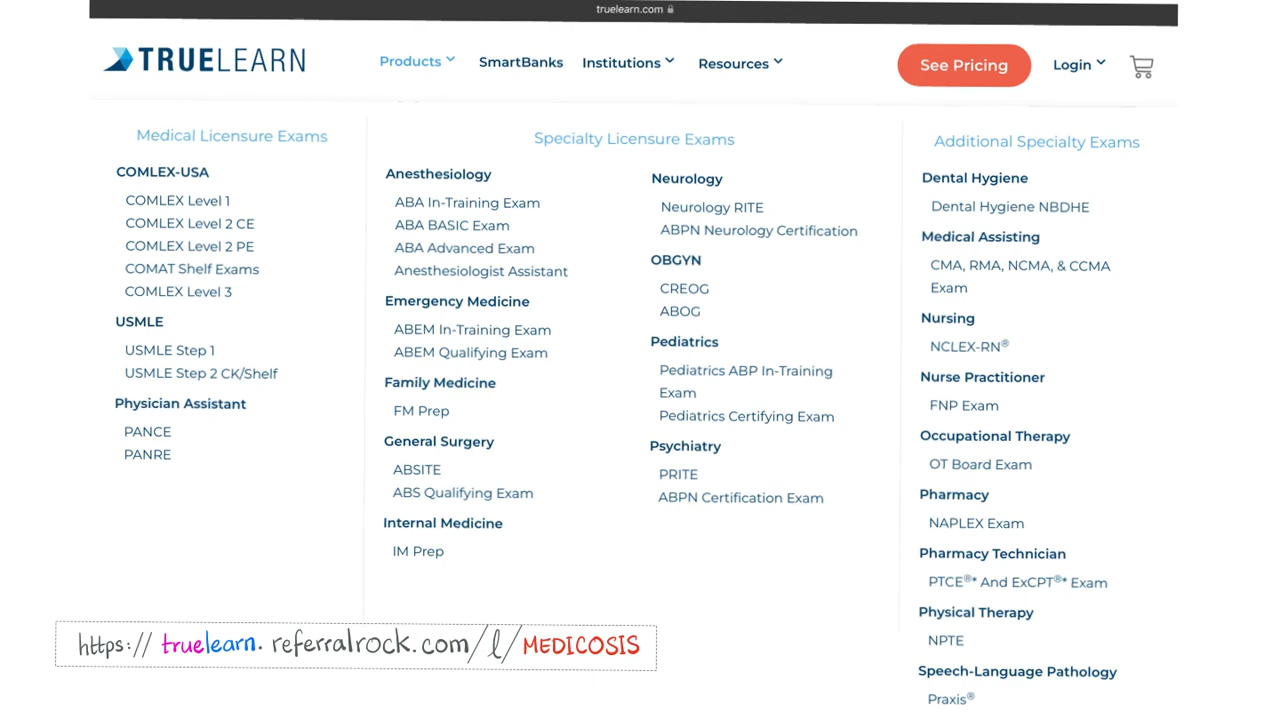 truelearn.com
TRUELEARN
Products
SmartBanks
Institutions
Resources
See Pricing
Login
Medical Licensure Exams
COMLEX-USA
COMLEX Level 1
COMLEX Level 2 CE
COMLEX Level 2 PE
COMAT Shelf Exams
COMLEX Level 3
USMLE
USMLE Step 1
USMLE Step 2 CK/Shelf
Physician Assistant
PANCE
PANRE
Specialty Licensure Exams
Anesthesiology
ABA In-Training Exam
ABA BASIC Exam
ABA Advanced Exam
Anesthesiologist Assistant
Emergency Medicine
ABEM In-Training Exam
ABEM Qualifying Exam
Family Medicine
FM Prep
General Surgery
ABSITE
ABS Qualifying Exam
Internal Medicine
IM Prep
Neurology
Neurology RITE
ABPN Neurology Certification
OBGYN
CREOG
ABOG
Pediatrics
Pediatrics ABP In-Training
Exam
Pediatrics Certifying Exam
Psychiatry
PRITE
ABPN Certification Exam
Additional Specialty Exams
Dental Hygiene
Dental Hygiene NBDHE
Medical Assisting
CMA, RMA, NCMA, & CCMA
Exam
Nursing
NCLEX-RN®
Nurse Practitioner
FNP Exam
Occupational Therapy
OT Board Exam
Pharmacy
NAPLEX Exam
Pharmacy Technician
PTCE®* And ExCPT®* Exam
Physical Therapy
NPTE
Speech-Language Pathology
Praxis®
https://truelearn.referralrock.com/l/MEDICOSIS